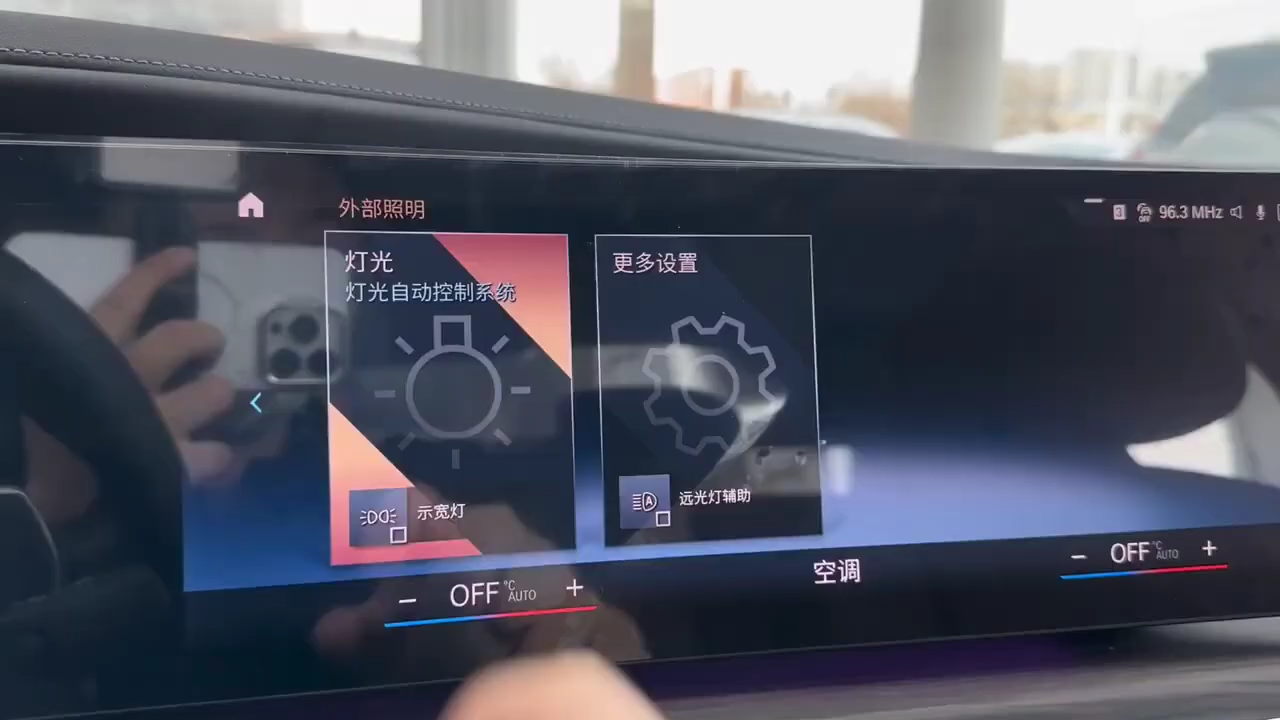 外部照明
96.3 MHz
灯光
灯光自动控制系统
更多设置
示宽灯
A
远光灯辅助
− OFF °C AUTO +
空调
− OFF °C AUTO +